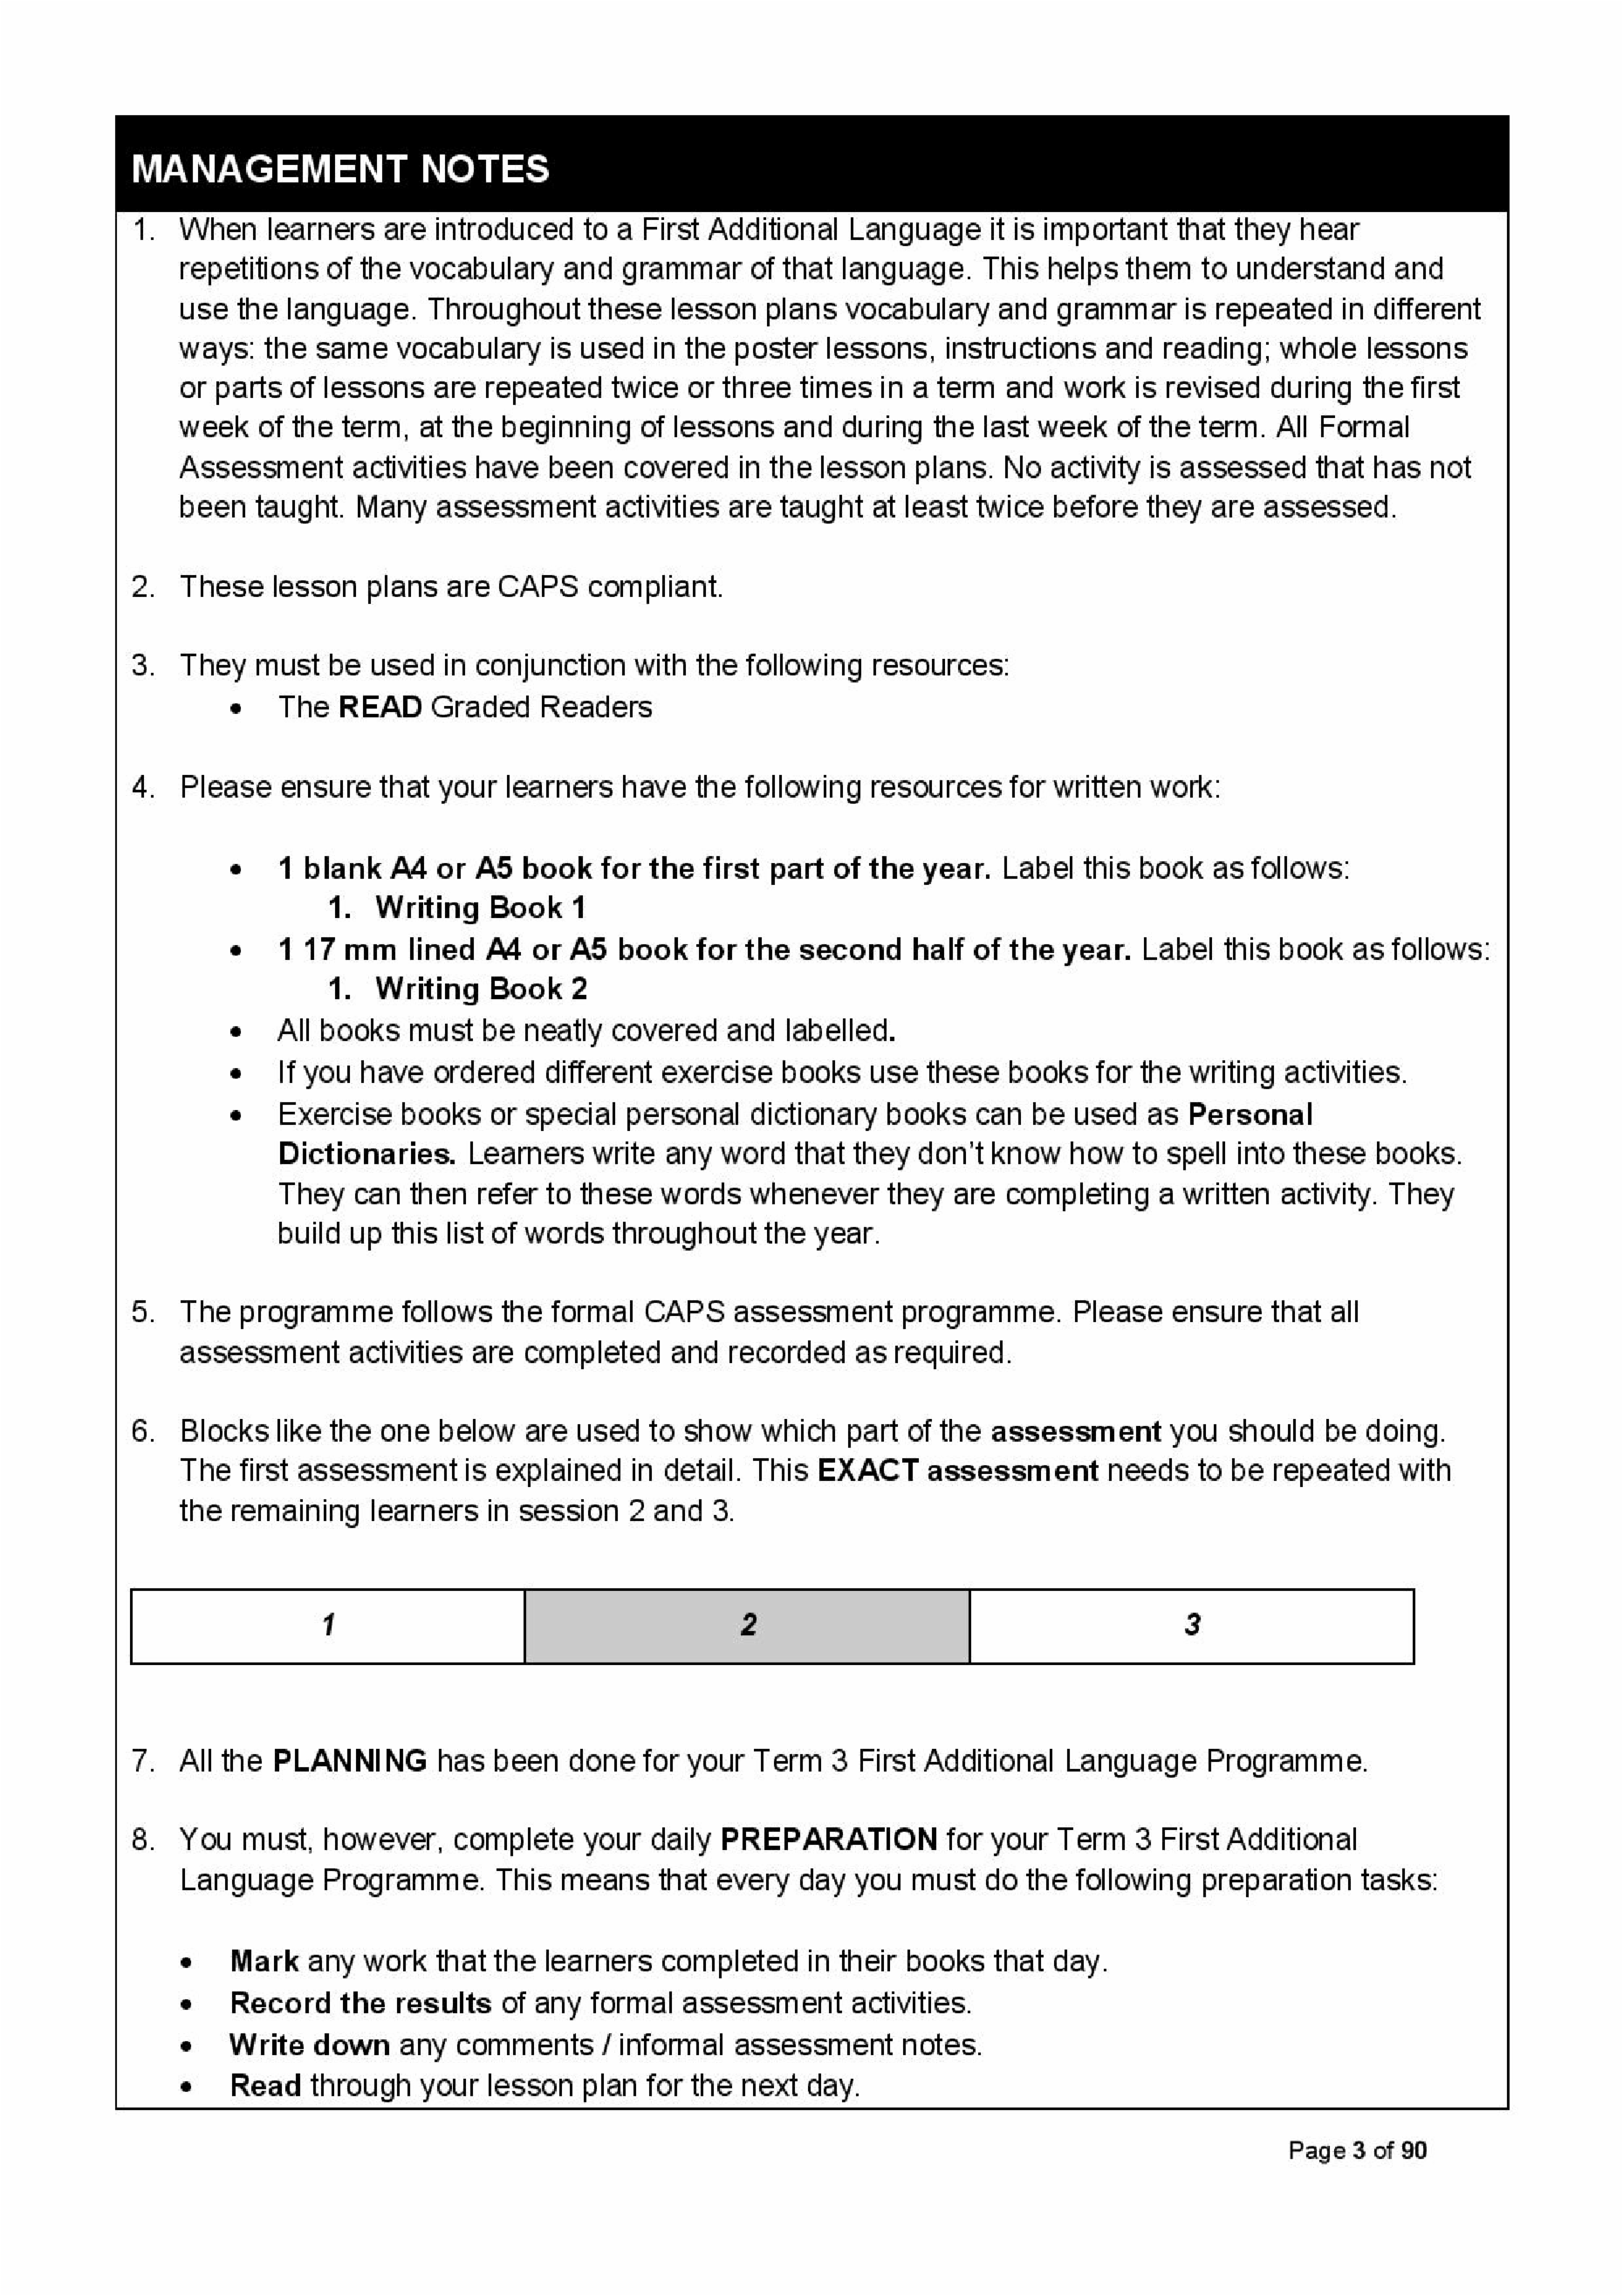 MANAGEMENT NOTES
1. When learners are introduced to a First Additional Language it is important that they hear
repetitions of the vocabulary and grammar of that language. This helps them to understand and
use the language. Throughout these lesson plans vocabulary and grammar is repeated in different
ways: the same vocabulary is used in the poster lessons, instructions and reading; whole lessons
or parts of lessons are repeated twice or three times in a term and work is revised during the first
week of the term, at the beginning of lessons and during the last week of the term. All Formal
Assessment activities have been covered in the lesson plans. No activity is assessed that has not
been taught. Many assessment activities are taught at least twice before they are assessed.
2. These lesson plans are CAPS compliant.
3. They must be used in conjunction with the following resources:
• The READ Graded Readers
4. Please ensure that your learners have the following resources for written work:
• 1 blank A4 or A5 book for the first part of the year. Label this book as follows:
1. Writing Book 1
• 1 17 mm lined A4 or A5 book for the second half of the year. Label this book as follows:
1. Writing Book 2
• All books must be neatly covered and labelled.
• If you have ordered different exercise books use these books for the writing activities.
• Exercise books or special personal dictionary books can be used as Personal
Dictionaries. Learners write any word that they don’t know how to spell into these books.
They can then refer to these words whenever they are completing a written activity. They
build up this list of words throughout the year.
5. The programme follows the formal CAPS assessment programme. Please ensure that all
assessment activities are completed and recorded as required.
6. Blocks like the one below are used to show which part of the assessment you should be doing.
The first assessment is explained in detail. This EXACT assessment needs to be repeated with
the remaining learners in session 2 and 3.
1 2 3
7. All the PLANNING has been done for your Term 3 First Additional Language Programme.
8. You must, however, complete your daily PREPARATION for your Term 3 First Additional
Language Programme. This means that every day you must do the following preparation tasks:
• Mark any work that the learners completed in their books that day.
• Record the results of any formal assessment activities.
• Write down any comments / informal assessment notes.
• Read through your lesson plan for the next day.
Page 3 of 90